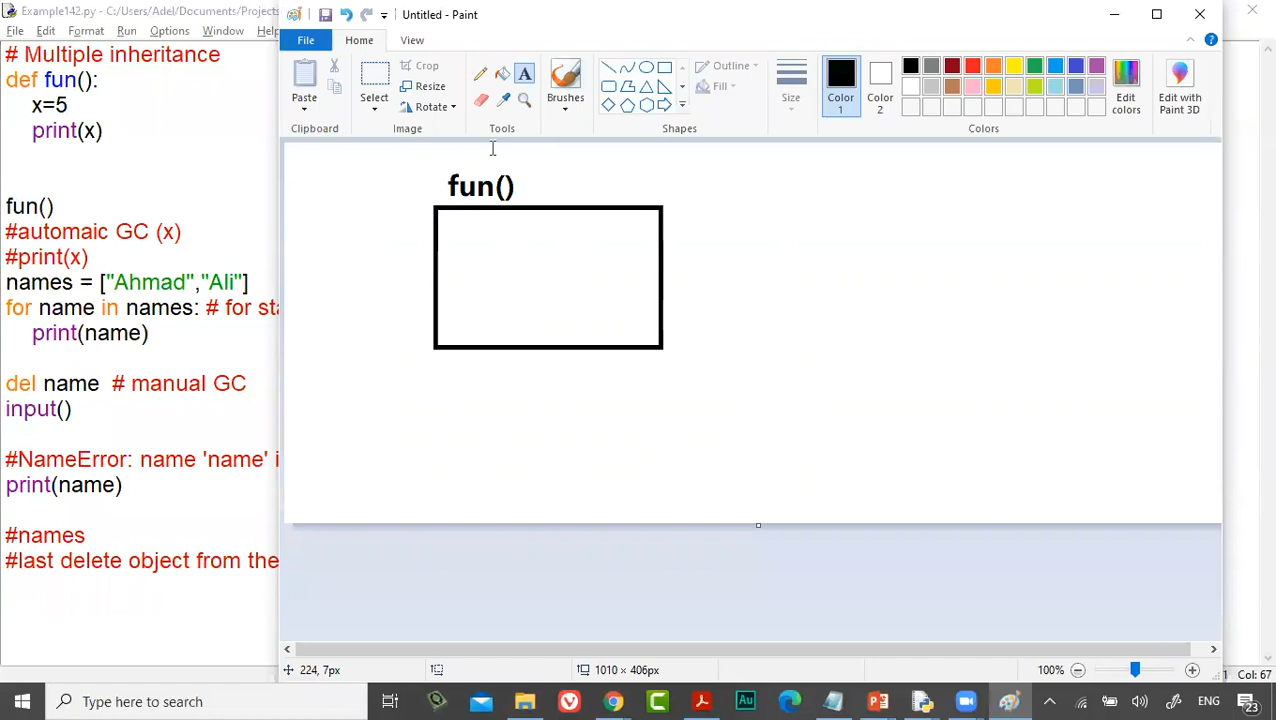 Example142.py - C:/Users/Adel/Documents/Projects
File Edit Format Run Options Window Help
# Multiple inheritance
def fun():
x=5
print(x)
fun()
#automaic GC (x)
#print(x)
names = ["Ahmad","Ali"]
for name in names: # for sta
print(name)
del name # manual GC
input()
#NameError: name 'name' i
print(name)
#names
#last delete object from the
Untitled - Paint
File Home View
Paste
Clipboard
Select
Crop
Resize
Rotate
Image
A
Tools
Brushes
Outline
Fill
Shapes
Size
Color
1
Color
2
Edit
colors
Colors
Edit with
Paint 3D
fun()
224, 7px
1010 × 406px
100%
Col: 67
Type here to search
Au
ENG
23